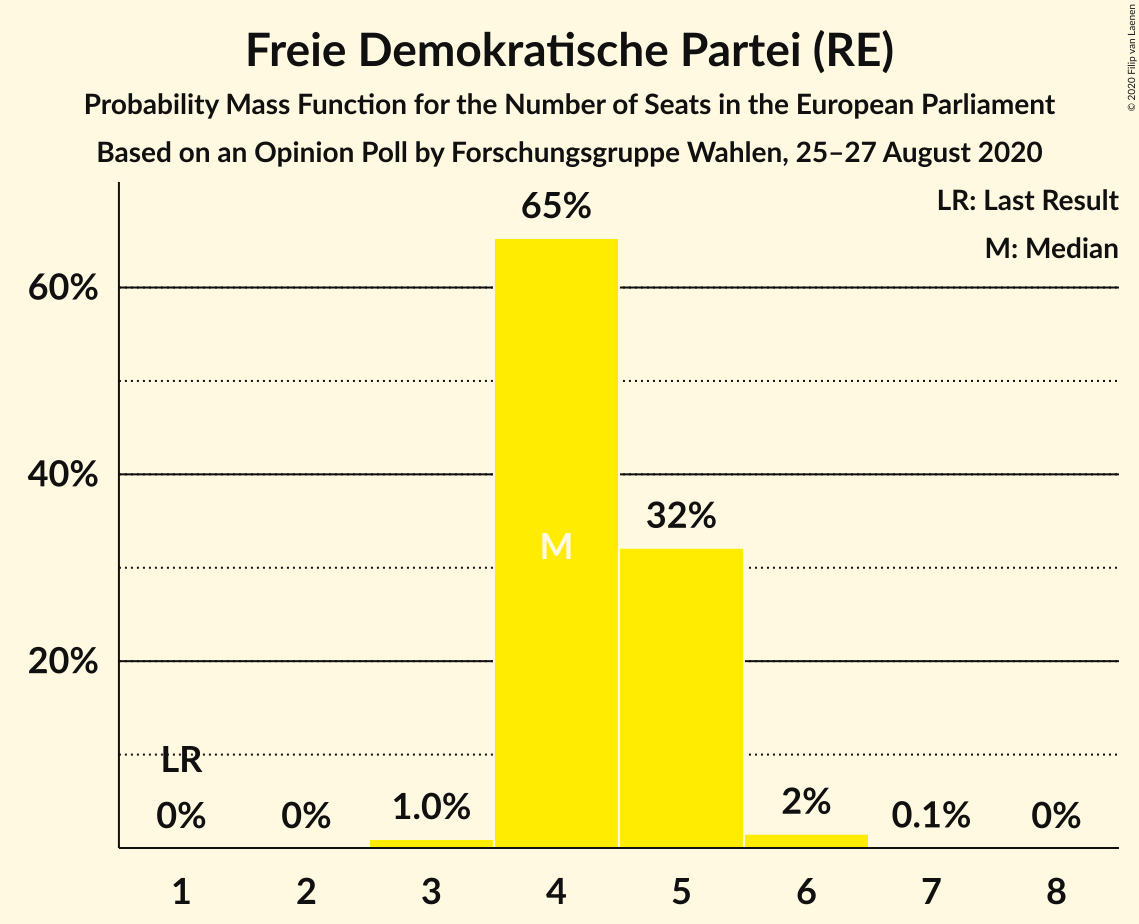 Freie Demokratische Partei (RE)
Probability Mass Function for the Number of Seats in the European Parliament
Based on an Opinion Poll by Forschungsgruppe Wahlen, 25–27 August 2020
© 2020 Filip van Laenen
LR: Last Result
M: Median
65%
60%
40%
32%
M
20%
LR
0%
0%
1.0%
2%
0.1%
0%
1 2 3 4 5 6 7 8